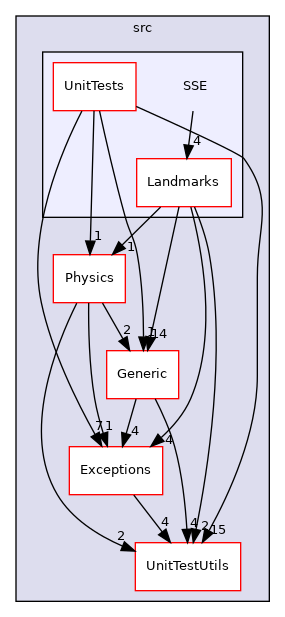 src
UnitTests
SSE
4
Landmarks
1
1
Physics
2
14
Generic
7
1
4
4
Exceptions
4
4
2
15
2
UnitTestUtils